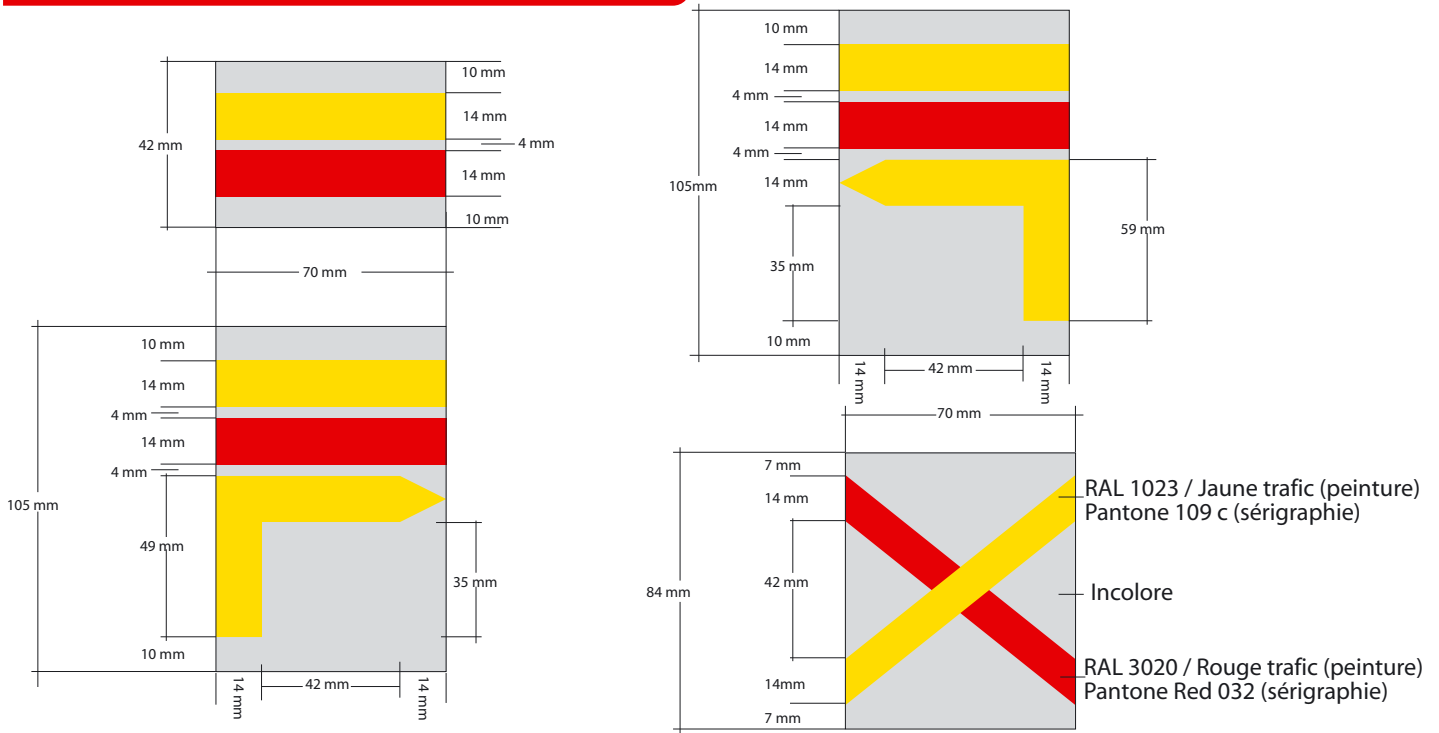 10 mm
14 mm
4 mm
14 mm
10 mm
42 mm
70 mm
10 mm
14 mm
4 mm
14 mm
4 mm
105 mm
49 mm
35 mm
10 mm
14 mm
42 mm
14 mm
10 mm
14 mm
4 mm
14 mm
4 mm
14 mm
105mm
59 mm
35 mm
10 mm
14 mm
42 mm
14 mm
70 mm
7 mm
14 mm
42 mm
84 mm
14mm
7 mm
RAL 1023 / Jaune trafic (peinture)
Pantone 109 c (sérigraphie)
Incolore
RAL 3020 / Rouge trafic (peinture)
Pantone Red 032 (sérigraphie)